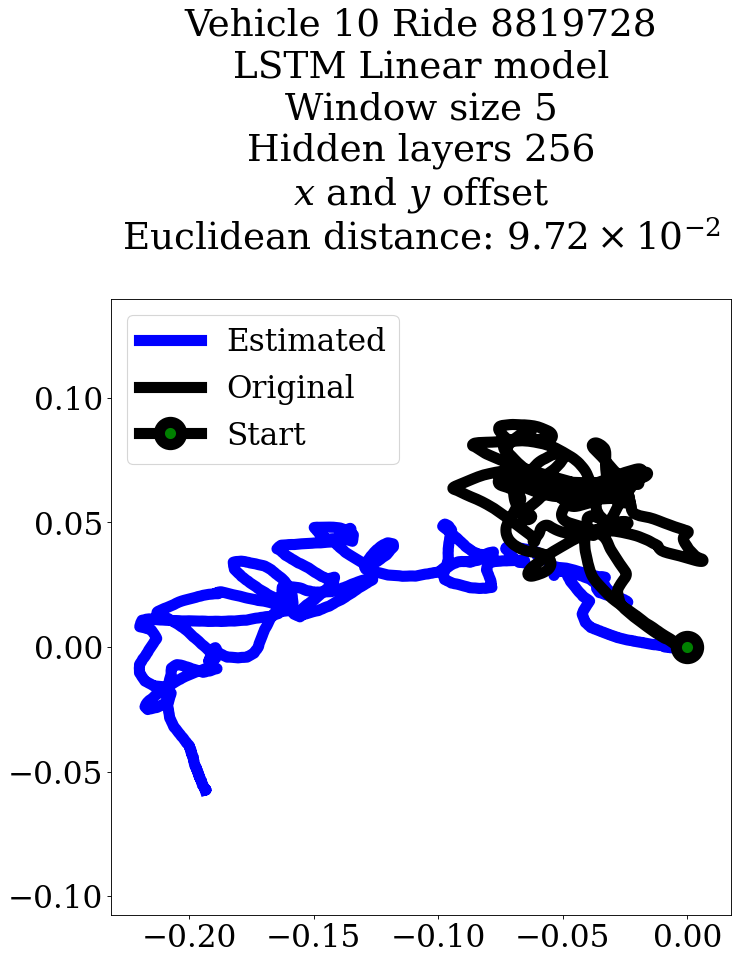 Vehicle 10 Ride 8819728
LSTM Linear model
Window size 5
Hidden layers 256
x and y offset
Euclidean distance: 9.72 × 10⁻²
Estimated
Original
Start
0.10
0.05
0.00
−0.05
−0.10
−0.20 −0.15 −0.10 −0.05 0.00